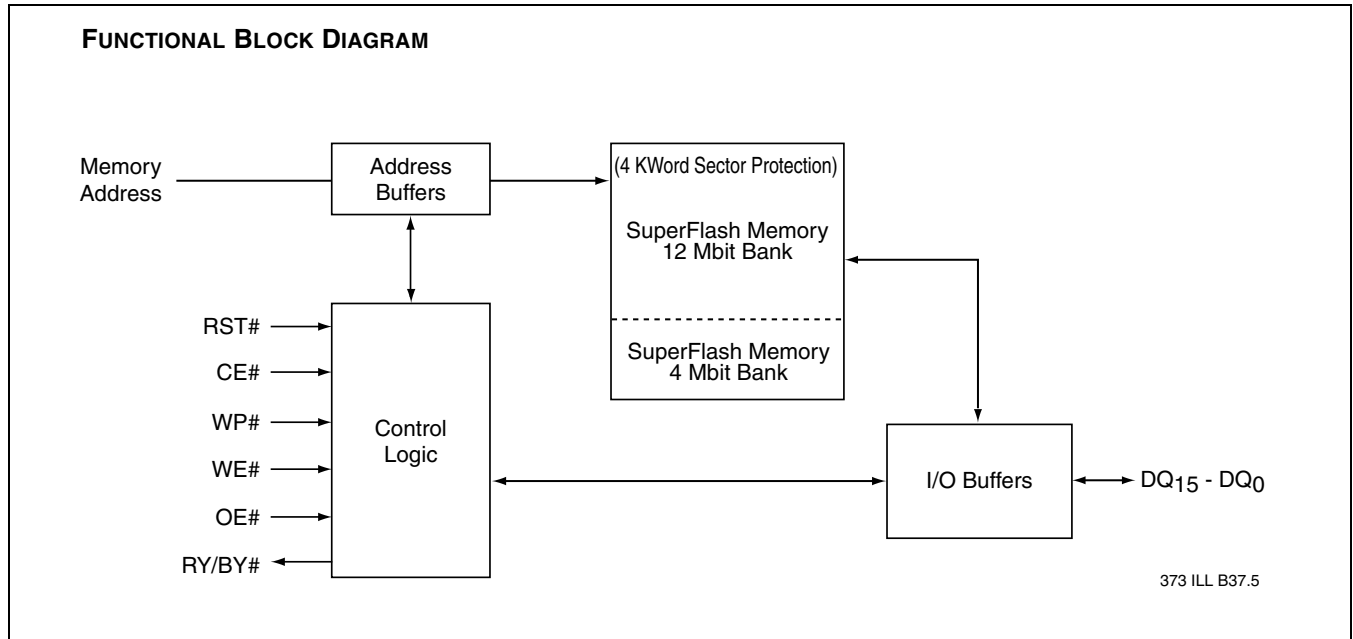 FUNCTIONAL BLOCK DIAGRAM
Memory
Address
Address
Buffers
(4 KWord Sector Protection)
SuperFlash Memory
12 Mbit Bank
SuperFlash Memory
4 Mbit Bank
RST#
CE#
WP#
WE#
OE#
RY/BY#
Control
Logic
I/O Buffers
DQ15 - DQ0
373 ILL B37.5